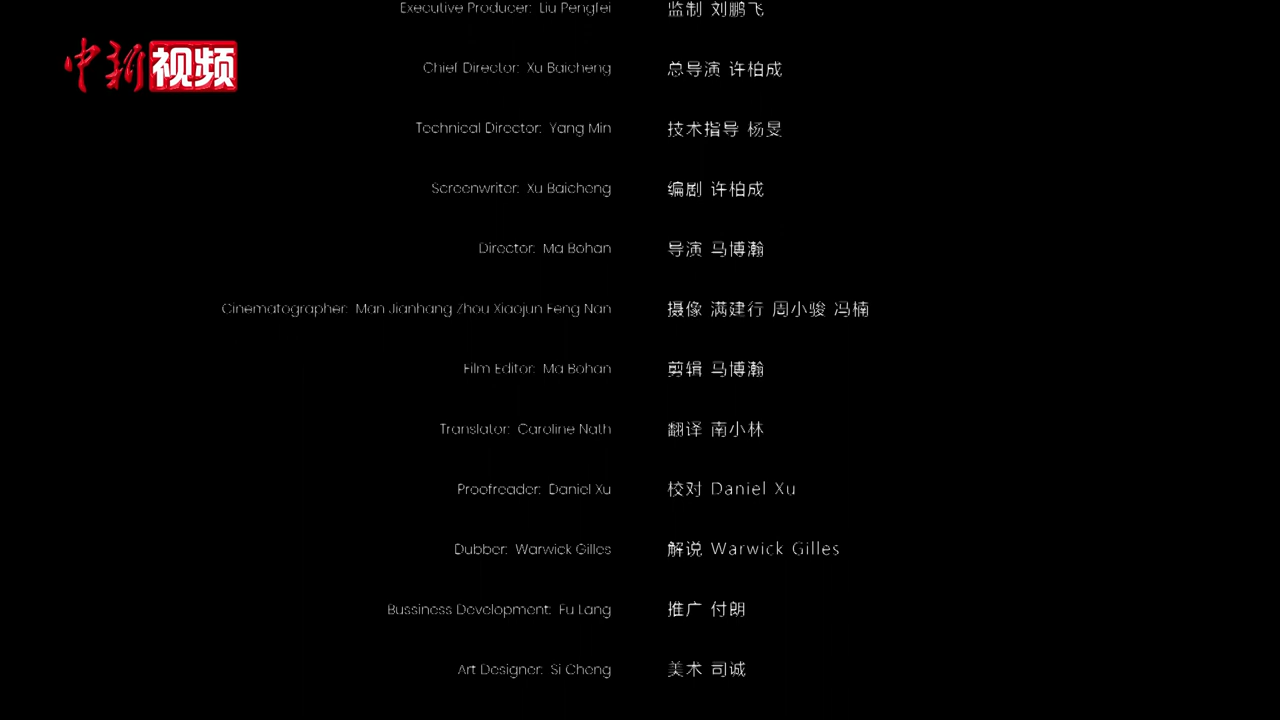 Executive Producer: Liu Pengfei 监制 刘鹏飞
中新视频
Chief Director: Xu Baicheng 总导演 许柏成
Technical Director: Yang Min 技术指导 杨旻
Screenwriter: Xu Baicheng 编剧 许柏成
Director: Ma Bohan 导演 马博瀚
Cinematographer: Man Jianhang Zhou Xiaojun Feng Nan 摄像 满建行 周小骏 冯楠
Film Editor: Ma Bohan 剪辑 马博瀚
Translator: Caroline Nath 翻译 南小林
Proofreader: Daniel Xu 校对 Daniel Xu
Dubber: Warwick Gilles 解说 Warwick Gilles
Bussiness Development: Fu Lang 推广 付朗
Art Designer: Si Cheng 美术 司诚